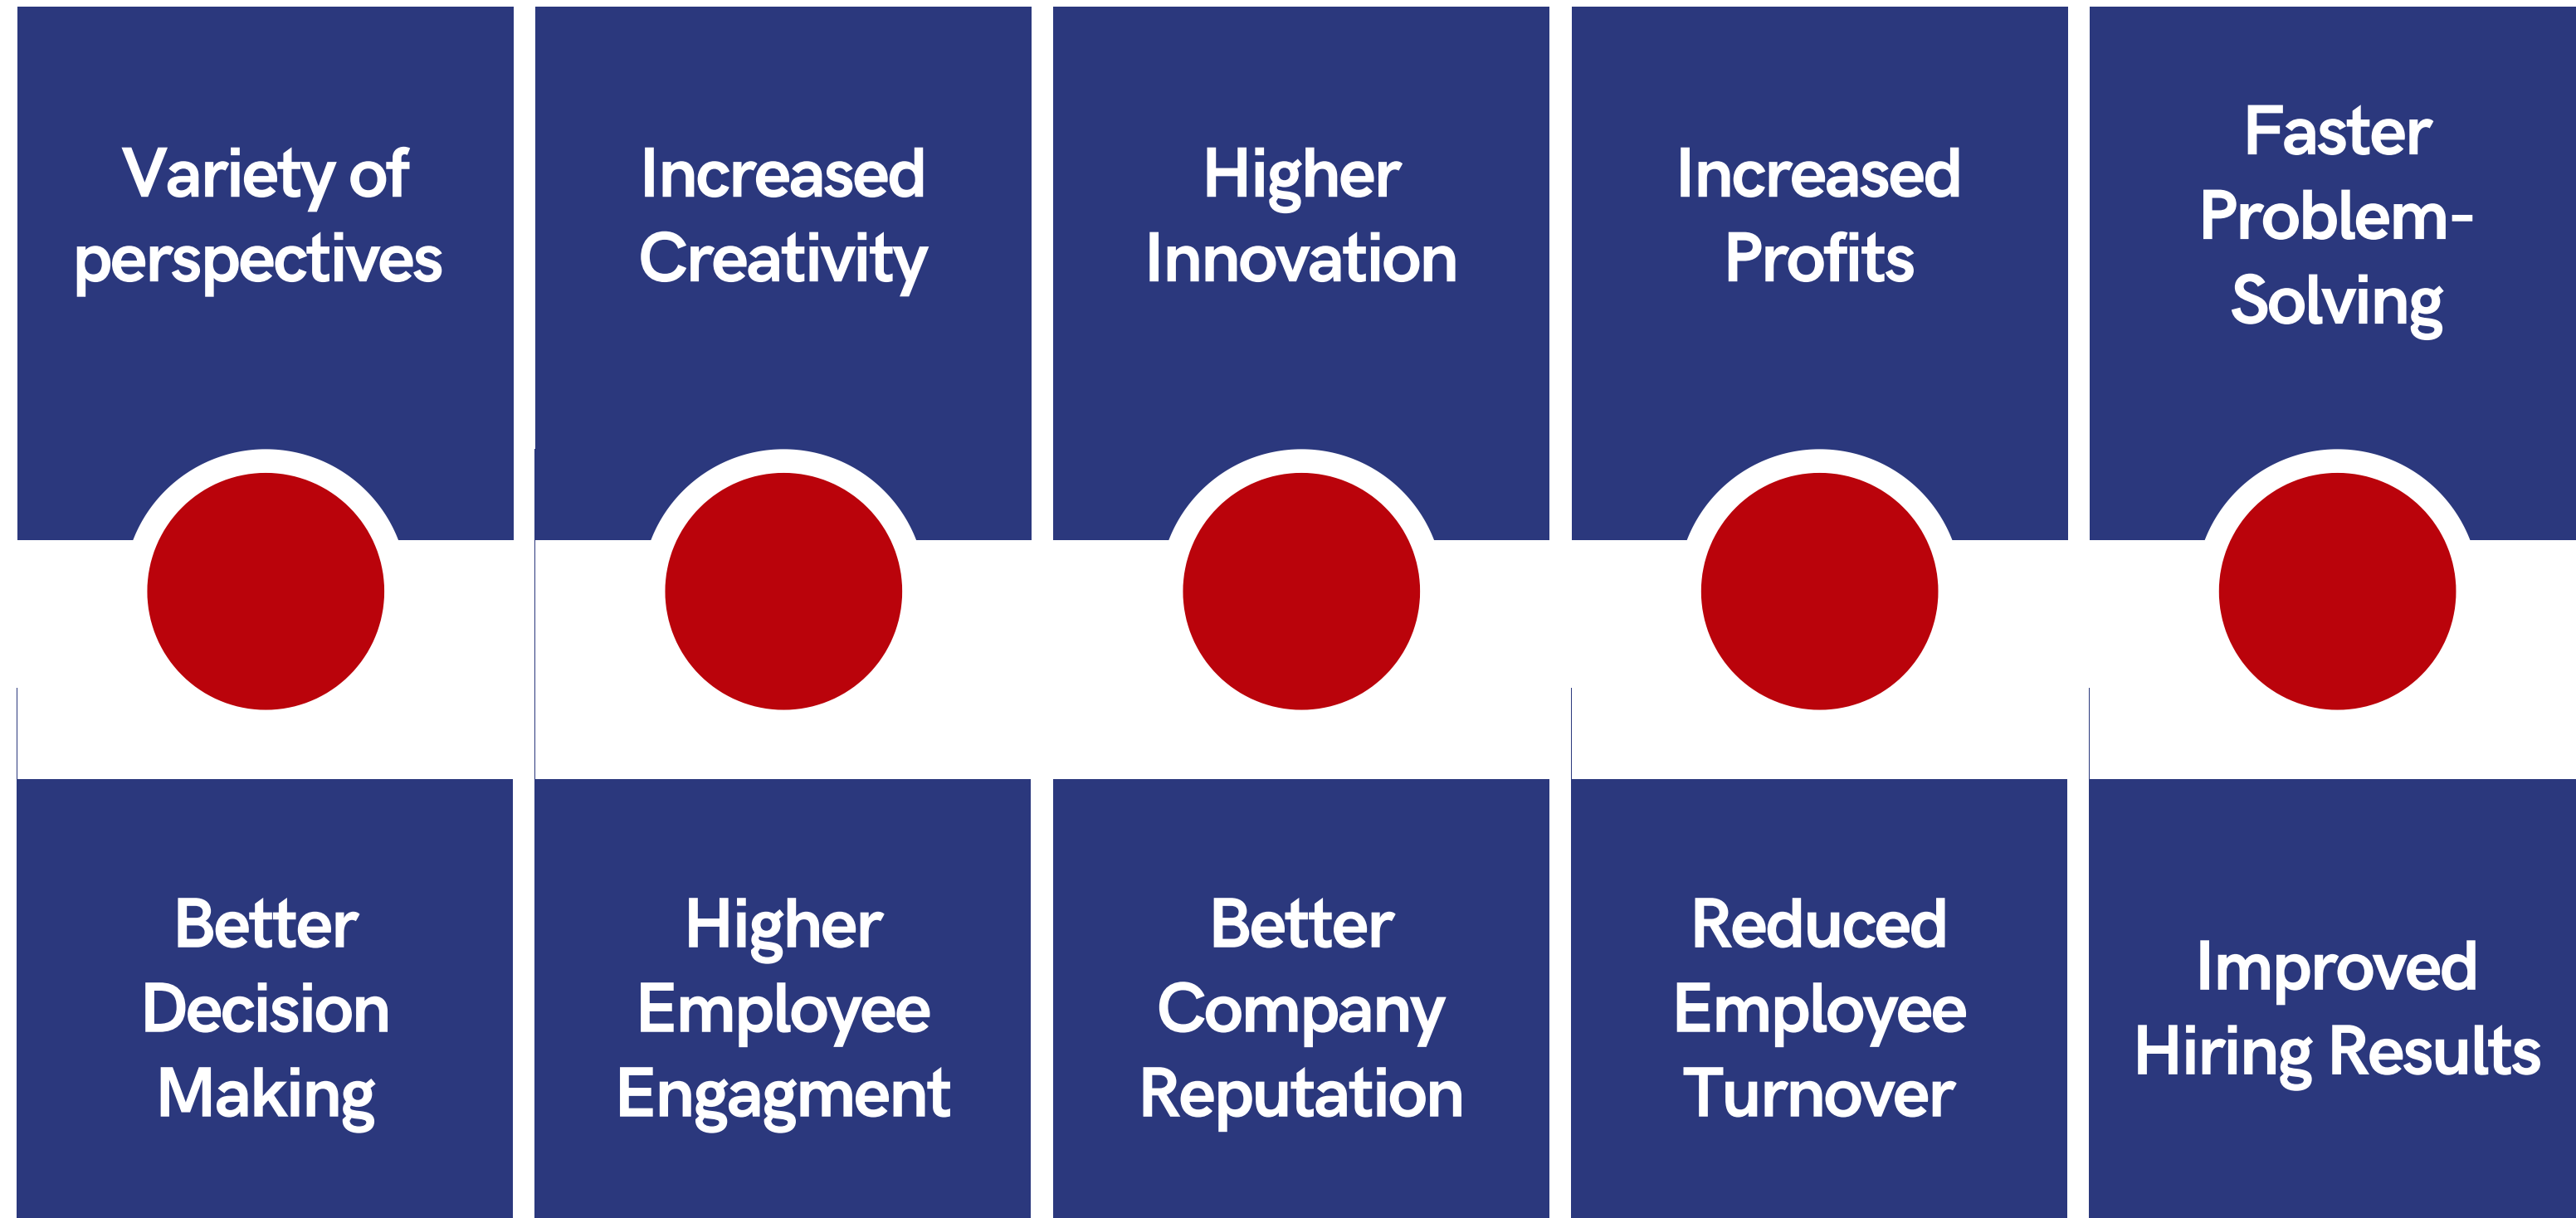 Variety of
perspectives
Increased
Creativity
Higher
Innovation
Increased
Profits
Faster
Problem-
Solving
Better
Decision
Making
Higher
Employee
Engagment
Better
Company
Reputation
Reduced
Employee
Turnover
Improved
Hiring Results